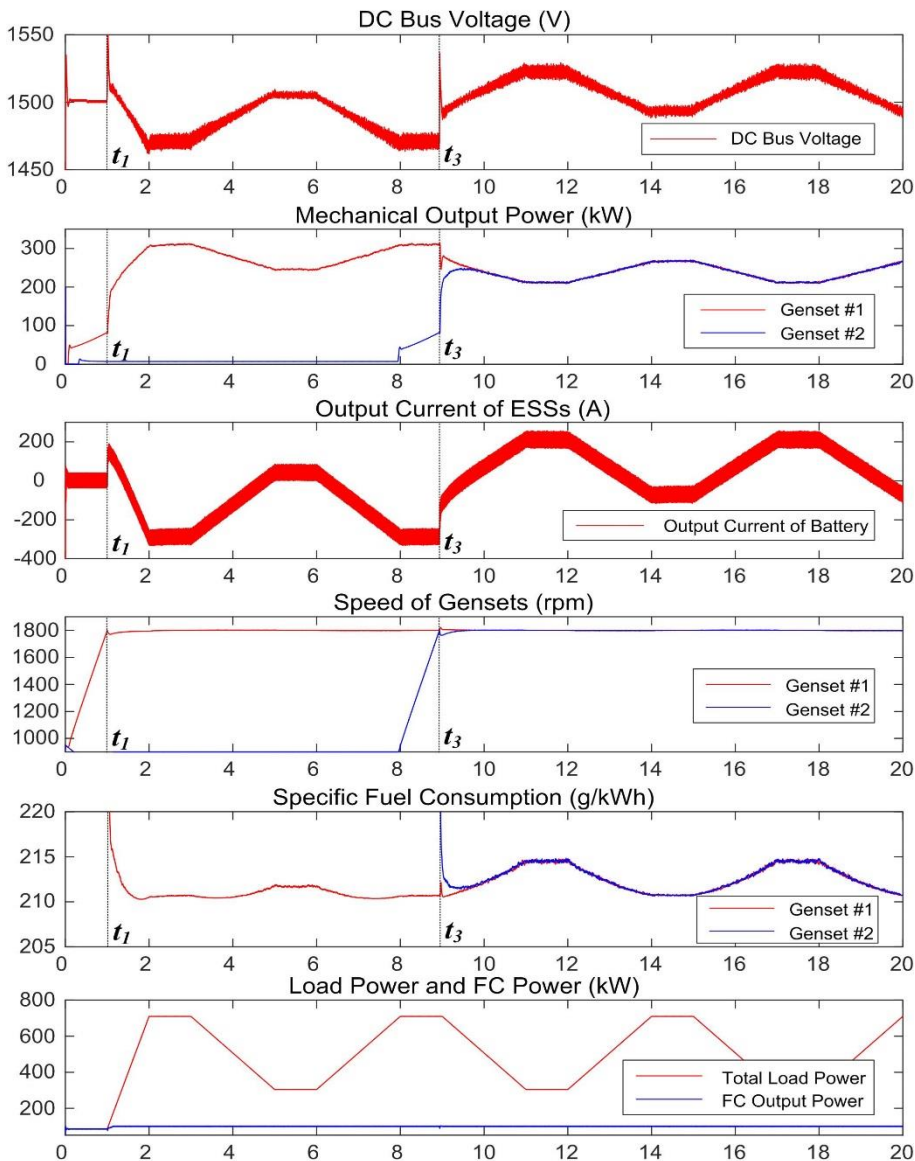 DC Bus Voltage (V)
1550
1500
1450
t1
t3
DC Bus Voltage
0 2 4 6 8 10 12 14 16 18 20
Mechanical Output Power (kW)
300
200
100
0
t1
t3
Genset #1
Genset #2
0 2 4 6 8 10 12 14 16 18 20
Output Current of ESSs (A)
200
0
-200
-400
t1
t3
Output Current of Battery
0 2 4 6 8 10 12 14 16 18 20
Speed of Gensets (rpm)
1800
1600
1400
1200
1000
t1
t3
Genset #1
Genset #2
0 2 4 6 8 10 12 14 16 18 20
Specific Fuel Consumption (g/kWh)
220
215
210
205
t1
t3
Genset #1
Genset #2
0 2 4 6 8 10 12 14 16 18 20
Load Power and FC Power (kW)
800
600
400
200
Total Load Power
FC Output Power
0 2 4 6 8 10 12 14 16 18 20